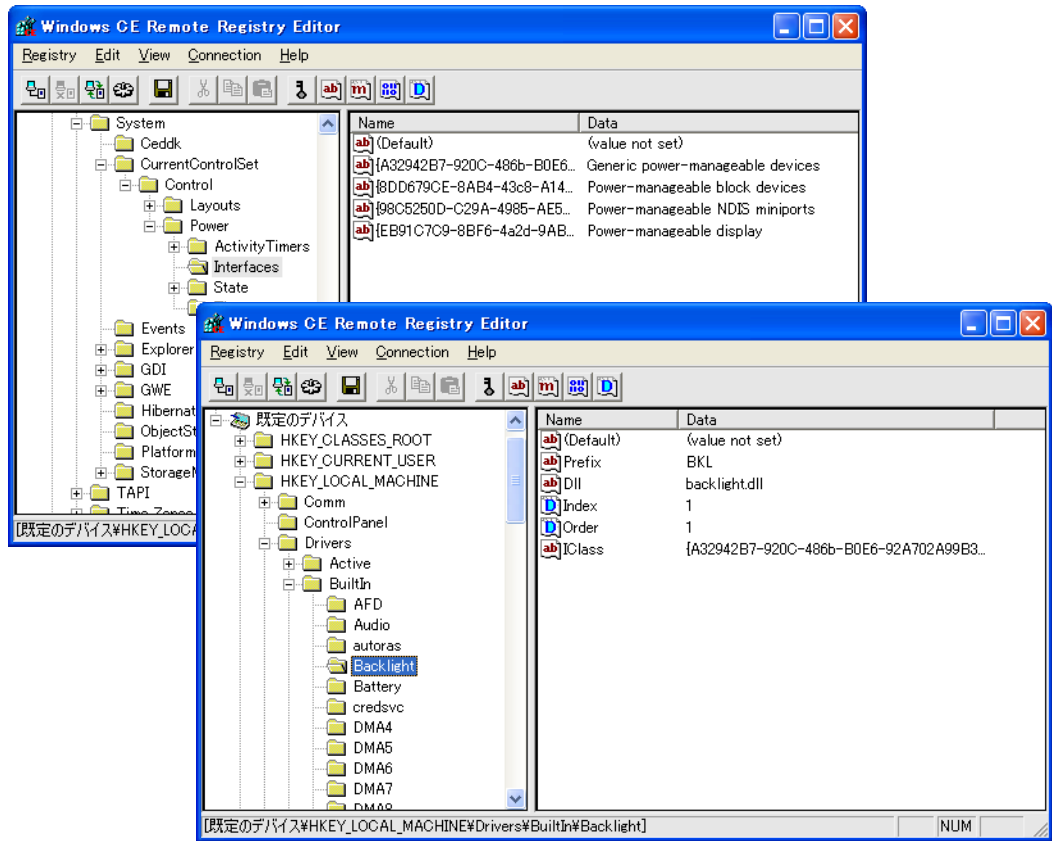 Windows CE Remote Registry Editor
Registry Edit View Connection Help
System
Ceddk
CurrentControlSet
Control
Layouts
Power
ActivityTimers
Interfaces
State
Events
Explorer
GDI
GWE
Hibernat
ObjectSt
Platform
TAPI
Time Zones
[既定のデバイス¥HKEY_LOCA
Name Data
(Default) (value not set)
{A32942B7-920C-486b-B0E6... Generic power-manageable devices
{8DD679CE-8AB4-43c8-A14... Power-manageable block devices
{98C5250D-C29A-4985-AE5... Power-manageable NDIS miniports
{EB91C7C9-8BF6-4a2d-9AB... Power-manageable display
Windows CE Remote Registry Editor
Registry Edit View Connection Help
既定のデバイス
HKEY_CLASSES_ROOT
HKEY_CURRENT_USER
HKEY_LOCAL_MACHINE
Comm
ControlPanel
Drivers
Active
BuiltIn
AFD
Audio
autoras
Backlight
Battery
credsvc
DMA4
DMA5
DMA6
DMA7
DMA8
Name Data
(Default) (value not set)
Prefix BKL
Dll backlight.dll
Index 1
Order 1
IClass {A32942B7-920C-486b-B0E6-92A702A99B3...
[既定のデバイス¥HKEY_LOCAL_MACHINE¥Drivers¥BuiltIn¥Backlight] NUM